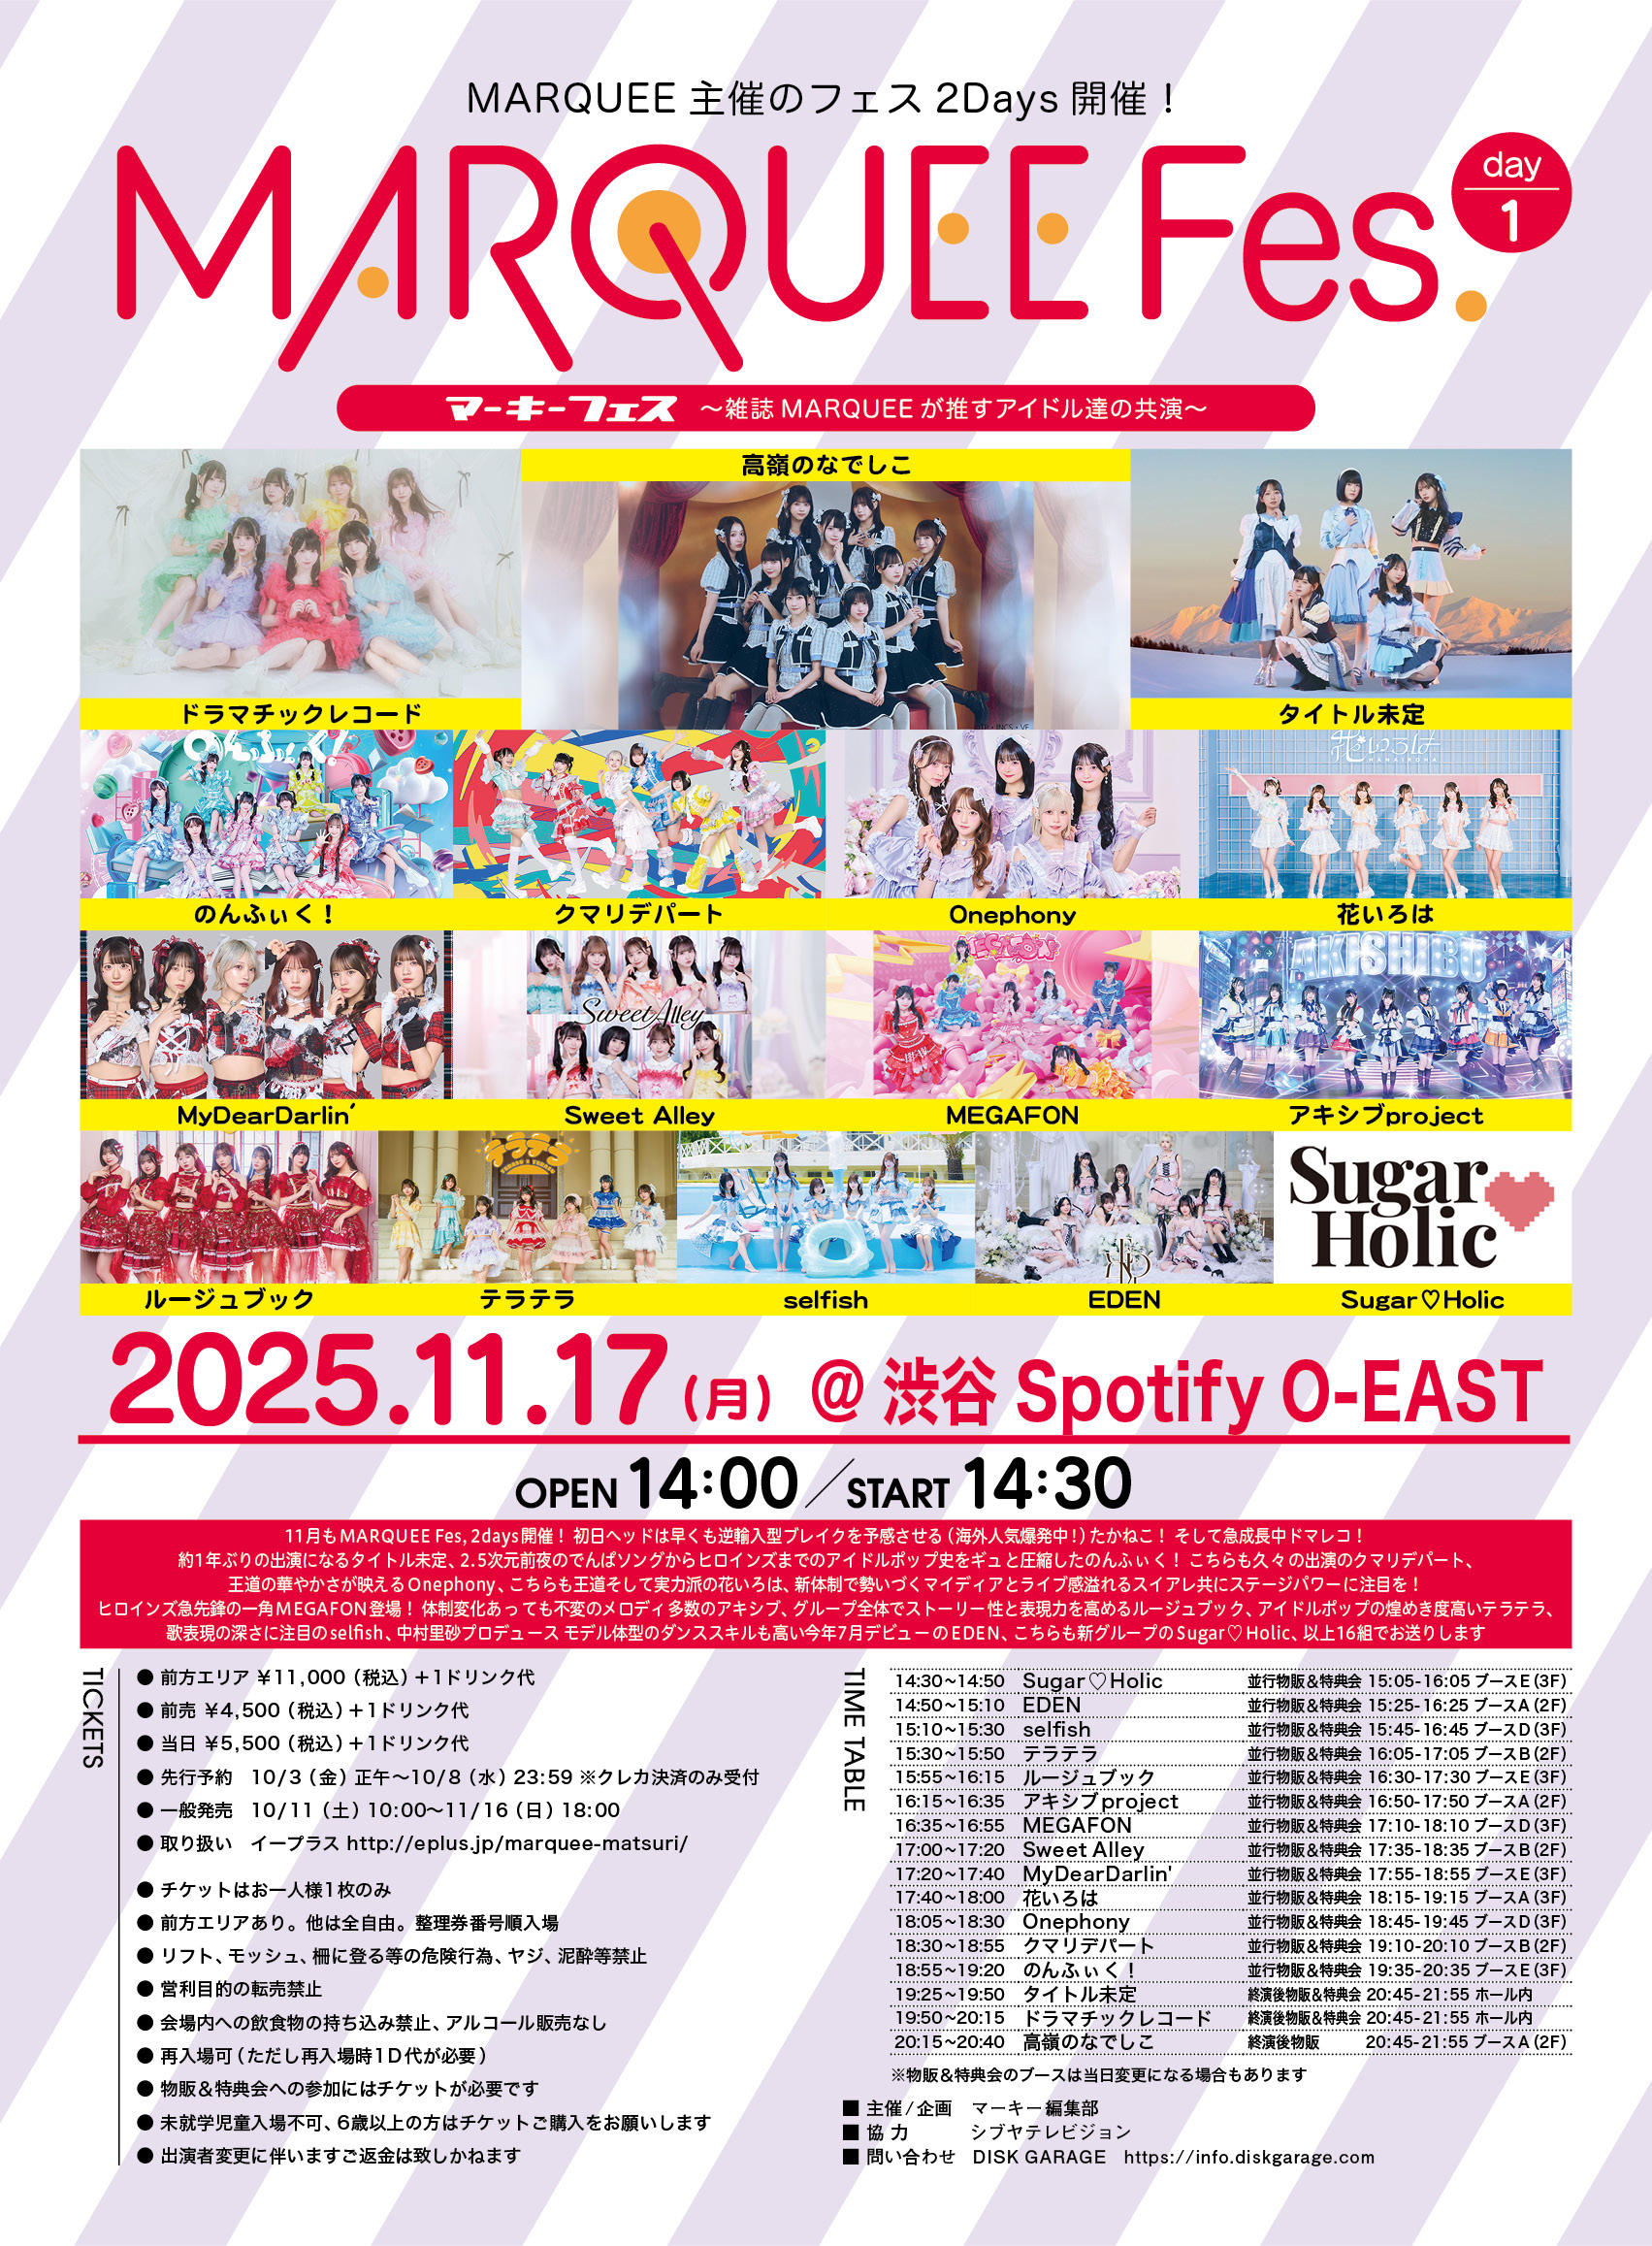 MARQUEE 主催のフェス 2Days 開催！
MARQUEE Fes.
day
1
マーキーフェス ～雑誌 MARQUEE が推すアイドル達の共演～
高嶺のなでしこ
ドラマチックレコード
タイトル未定
のんふぃく！
花いろは
HANAIROHA
のんふぃく！
クマリデパート
Onephony
花いろは
MEGAFON
AKISHIBU
Sweet Alley
MyDearDarlin'
Sweet Alley
MEGAFON
アキシブproject
テラテラ
Sugar
Holic
ルージュブック
テラテラ
selfish
EDEN
Sugar♡Holic
2025.11.17（月）@ 渋谷 Spotify O-EAST
OPEN 14:00／START 14:30
11月もMARQUEE Fes, 2days開催！ 初日ヘッドは早くも逆輸入型ブレイクを予感させる（海外人気爆発中！）たかねこ！ そして急成長中ドマレコ！
約1年ぶりの出演になるタイトル未定、2.5次元前夜のでんぱソングからヒロインズまでのアイドルポップ史をギュと圧縮したのんふぃく！ こちらも久々の出演のクマリデパート、
王道の華やかさが映えるOnephony、こちらも王道そして実力派の花いろは、新体制で勢いづくマイディアとライブ感溢れるスイアレ共にステージパワーに注目を！
ヒロインズ急先鋒の一角MEGAFON登場！ 体制変化あっても不変のメロディ多数のアキシブ、グループ全体でストーリー性と表現力を高めるルージュブック、アイドルポップの煌めき度高いテラテラ、
歌表現の深さに注目のselfish、中村里砂プロデュース モデル体型のダンススキルも高い今年7月デビューのEDEN、こちらも新グループのSugar♡Holic、以上16組でお送りします
TICKETS
● 前方エリア ¥11,000（税込）＋1ドリンク代
● 前売 ¥4,500（税込）＋1ドリンク代
● 当日 ¥5,500（税込）＋1ドリンク代
● 先行予約 10/3（金）正午～10/8（水）23:59 ※クレカ決済のみ受付
● 一般発売 10/11（土）10:00～11/16（日）18:00
● 取り扱い イープラス http://eplus.jp/marquee-matsuri/
● チケットはお一人様1枚のみ
● 前方エリアあり。他は全自由。整理券番号順入場
● リフト、モッシュ、柵に登る等の危険行為、ヤジ、泥酔等禁止
● 営利目的の転売禁止
● 会場内への飲食物の持ち込み禁止、アルコール販売なし
● 再入場可（ただし再入場時1D代が必要）
● 物販&特典会への参加にはチケットが必要です
● 未就学児童入場不可、6歳以上の方はチケットご購入をお願いします
● 出演者変更に伴いますご返金は致しかねます
TIME TABLE
14:30～14:50 Sugar♡Holic 並行物販&特典会 15:05-16:05 ブースE（3F）
14:50～15:10 EDEN 並行物販&特典会 15:25-16:25 ブースA（2F）
15:10～15:30 selfish 並行物販&特典会 15:45-16:45 ブースD（3F）
15:30～15:50 テラテラ 並行物販&特典会 16:05-17:05 ブースB（2F）
15:55～16:15 ルージュブック 並行物販&特典会 16:30-17:30 ブースE（3F）
16:15～16:35 アキシブproject 並行物販&特典会 16:50-17:50 ブースA（2F）
16:35～16:55 MEGAFON 並行物販&特典会 17:10-18:10 ブースD（3F）
17:00～17:20 Sweet Alley 並行物販&特典会 17:35-18:35 ブースB（2F）
17:20～17:40 MyDearDarlin' 並行物販&特典会 17:55-18:55 ブースE（3F）
17:40～18:00 花いろは 並行物販&特典会 18:15-19:15 ブースA（3F）
18:05～18:30 Onephony 並行物販&特典会 18:45-19:45 ブースD（3F）
18:30～18:55 クマリデパート 並行物販&特典会 19:10-20:10 ブースB（2F）
18:55～19:20 のんふぃく！ 並行物販&特典会 19:35-20:35 ブースE（3F）
19:25～19:50 タイトル未定 終演後物販&特典会 20:45-21:55 ホール内
19:50～20:15 ドラマチックレコード 終演後物販&特典会 20:45-21:55 ホール内
20:15～20:40 高嶺のなでしこ 終演後物販 20:45-21:55 ブースA（2F）
※物販&特典会のブースは当日変更になる場合もあります
■ 主催/企画 マーキー編集部
■ 協 力 シブヤテレビジョン
■ 問い合わせ DISK GARAGE https://info.diskgarage.com